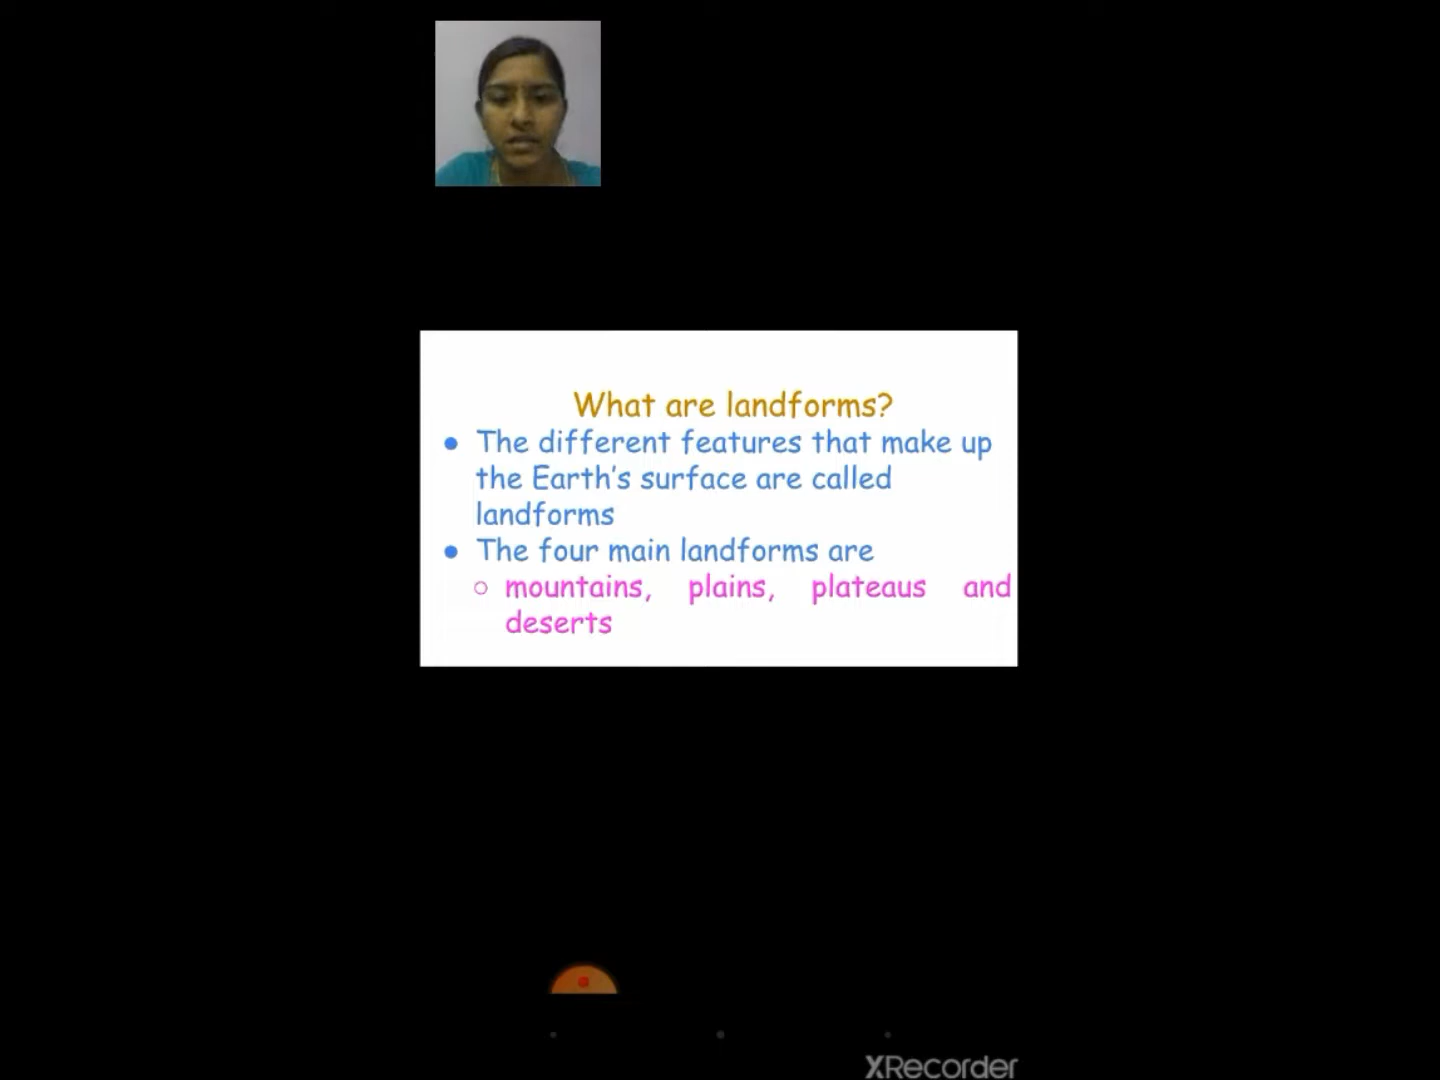 What are landforms?
● The different features that make up
the Earth's surface are called
landforms
● The four main landforms are
○ mountains, plains, plateaus and
deserts
XRecorder